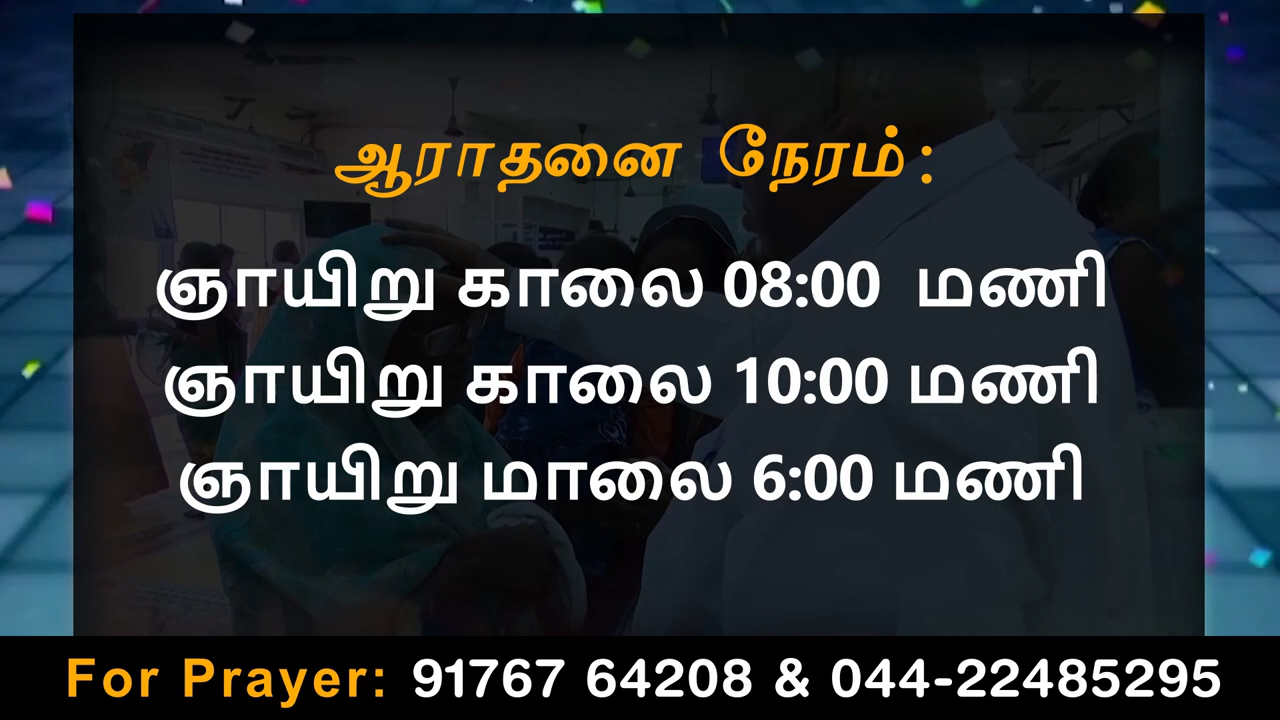 ஆராதனை நேரம்:
ஞாயிறு காலை 08:00 மணி
ஞாயிறு காலை 10:00 மணி
ஞாயிறு மாலை 6:00 மணி
For Prayer: 91767 64208 & 044-22485295